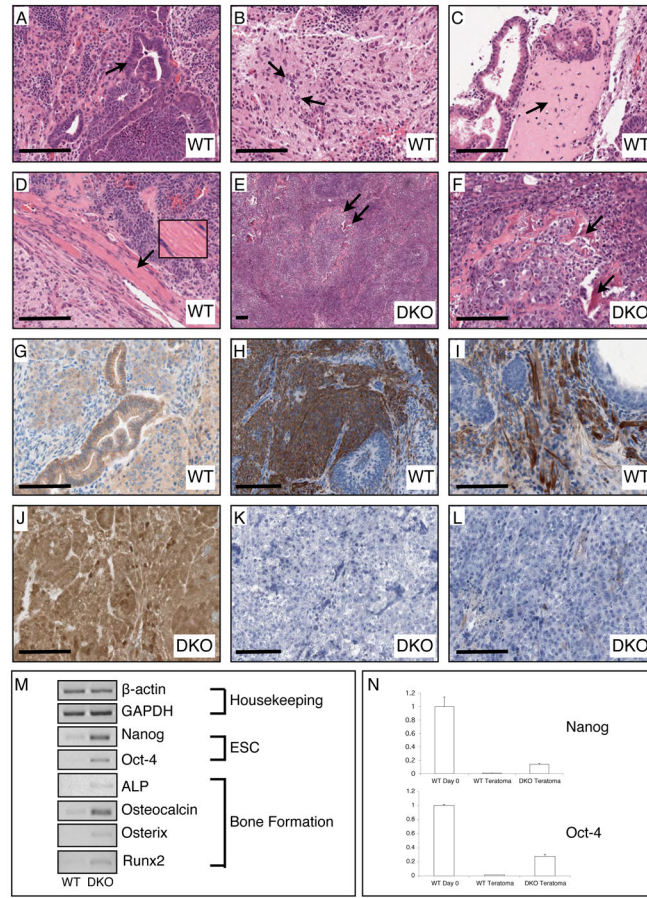 A
WT
B
WT
C
WT
D
WT
E
DKO
F
DKO
G
WT
H
WT
I
WT
J
DKO
K
DKO
L
DKO
M
β-actin
GAPDH
Housekeeping
Nanog
Oct-4
ESC
ALP
Osteocalcin
Osterix
Runx2
Bone Formation
WT DKO
N
1.2
1
0.8
0.6
0.4
0.2
0
WT Day 0 WT Teratoma DKO Teratoma
Nanog
1.2
1
0.8
0.6
0.4
0.2
0
WT Day 0 WT Teratoma DKO Teratoma
Oct-4